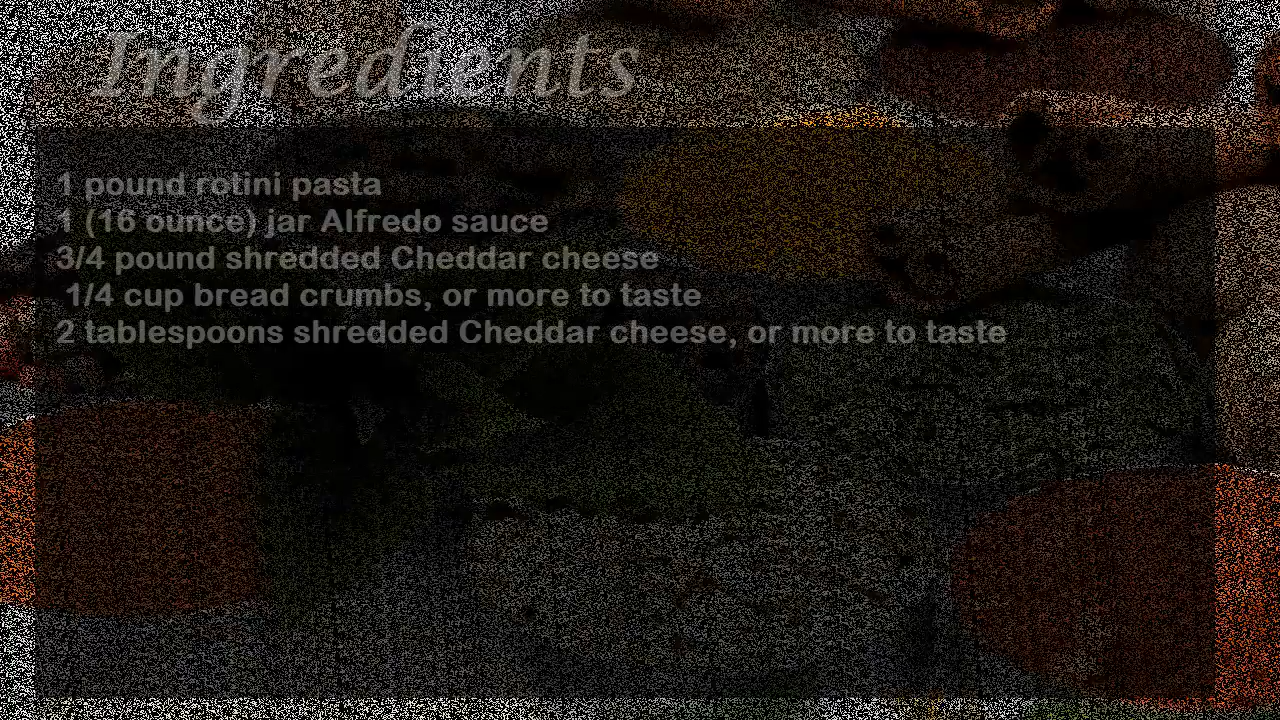 Ingredients
1 pound rotini pasta
1 (16 ounce) jar Alfredo sauce
3/4 pound shredded Cheddar cheese
1/4 cup bread crumbs, or more to taste
2 tablespoons shredded Cheddar cheese, or more to taste